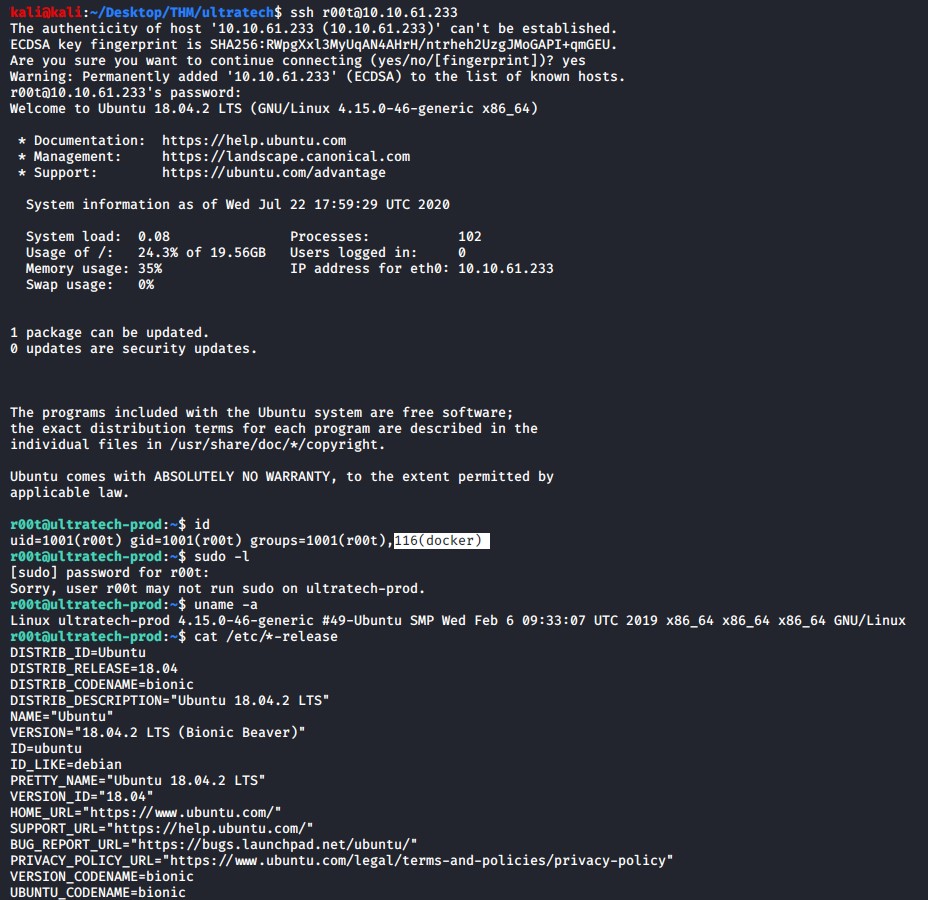 kali@kali:~/Desktop/THM/ultratech$ ssh r00t@10.10.61.233
The authenticity of host '10.10.61.233 (10.10.61.233)' can't be established.
ECDSA key fingerprint is SHA256:RWpgXxl3MyUqAN4AHrH/ntrheh2UzgJMoGAPI+qmGEU.
Are you sure you want to continue connecting (yes/no/[fingerprint])? yes
Warning: Permanently added '10.10.61.233' (ECDSA) to the list of known hosts.
r00t@10.10.61.233's password:
Welcome to Ubuntu 18.04.2 LTS (GNU/Linux 4.15.0-46-generic x86_64)
* Documentation:  https://help.ubuntu.com
* Management:     https://landscape.canonical.com
* Support:        https://ubuntu.com/advantage
System information as of Wed Jul 22 17:59:29 UTC 2020
System load:  0.08               Processes:           102
Usage of /:   24.3% of 19.56GB   Users logged in:     0
Memory usage: 35%                IP address for eth0: 10.10.61.233
Swap usage:   0%
1 package can be updated.
0 updates are security updates.
The programs included with the Ubuntu system are free software;
the exact distribution terms for each program are described in the
individual files in /usr/share/doc/*/copyright.
Ubuntu comes with ABSOLUTELY NO WARRANTY, to the extent permitted by
applicable law.
r00t@ultratech-prod:~$ id
uid=1001(r00t) gid=1001(r00t) groups=1001(r00t),116(docker)
r00t@ultratech-prod:~$ sudo -l
[sudo] password for r00t:
Sorry, user r00t may not run sudo on ultratech-prod.
r00t@ultratech-prod:~$ uname -a
Linux ultratech-prod 4.15.0-46-generic #49-Ubuntu SMP Wed Feb 6 09:33:07 UTC 2019 x86_64 x86_64 x86_64 GNU/Linux
r00t@ultratech-prod:~$ cat /etc/*-release
DISTRIB_ID=Ubuntu
DISTRIB_RELEASE=18.04
DISTRIB_CODENAME=bionic
DISTRIB_DESCRIPTION="Ubuntu 18.04.2 LTS"
NAME="Ubuntu"
VERSION="18.04.2 LTS (Bionic Beaver)"
ID=ubuntu
ID_LIKE=debian
PRETTY_NAME="Ubuntu 18.04.2 LTS"
VERSION_ID="18.04"
HOME_URL="https://www.ubuntu.com/"
SUPPORT_URL="https://help.ubuntu.com/"
BUG_REPORT_URL="https://bugs.launchpad.net/ubuntu/"
PRIVACY_POLICY_URL="https://www.ubuntu.com/legal/terms-and-policies/privacy-policy"
VERSION_CODENAME=bionic
UBUNTU_CODENAME=bionic